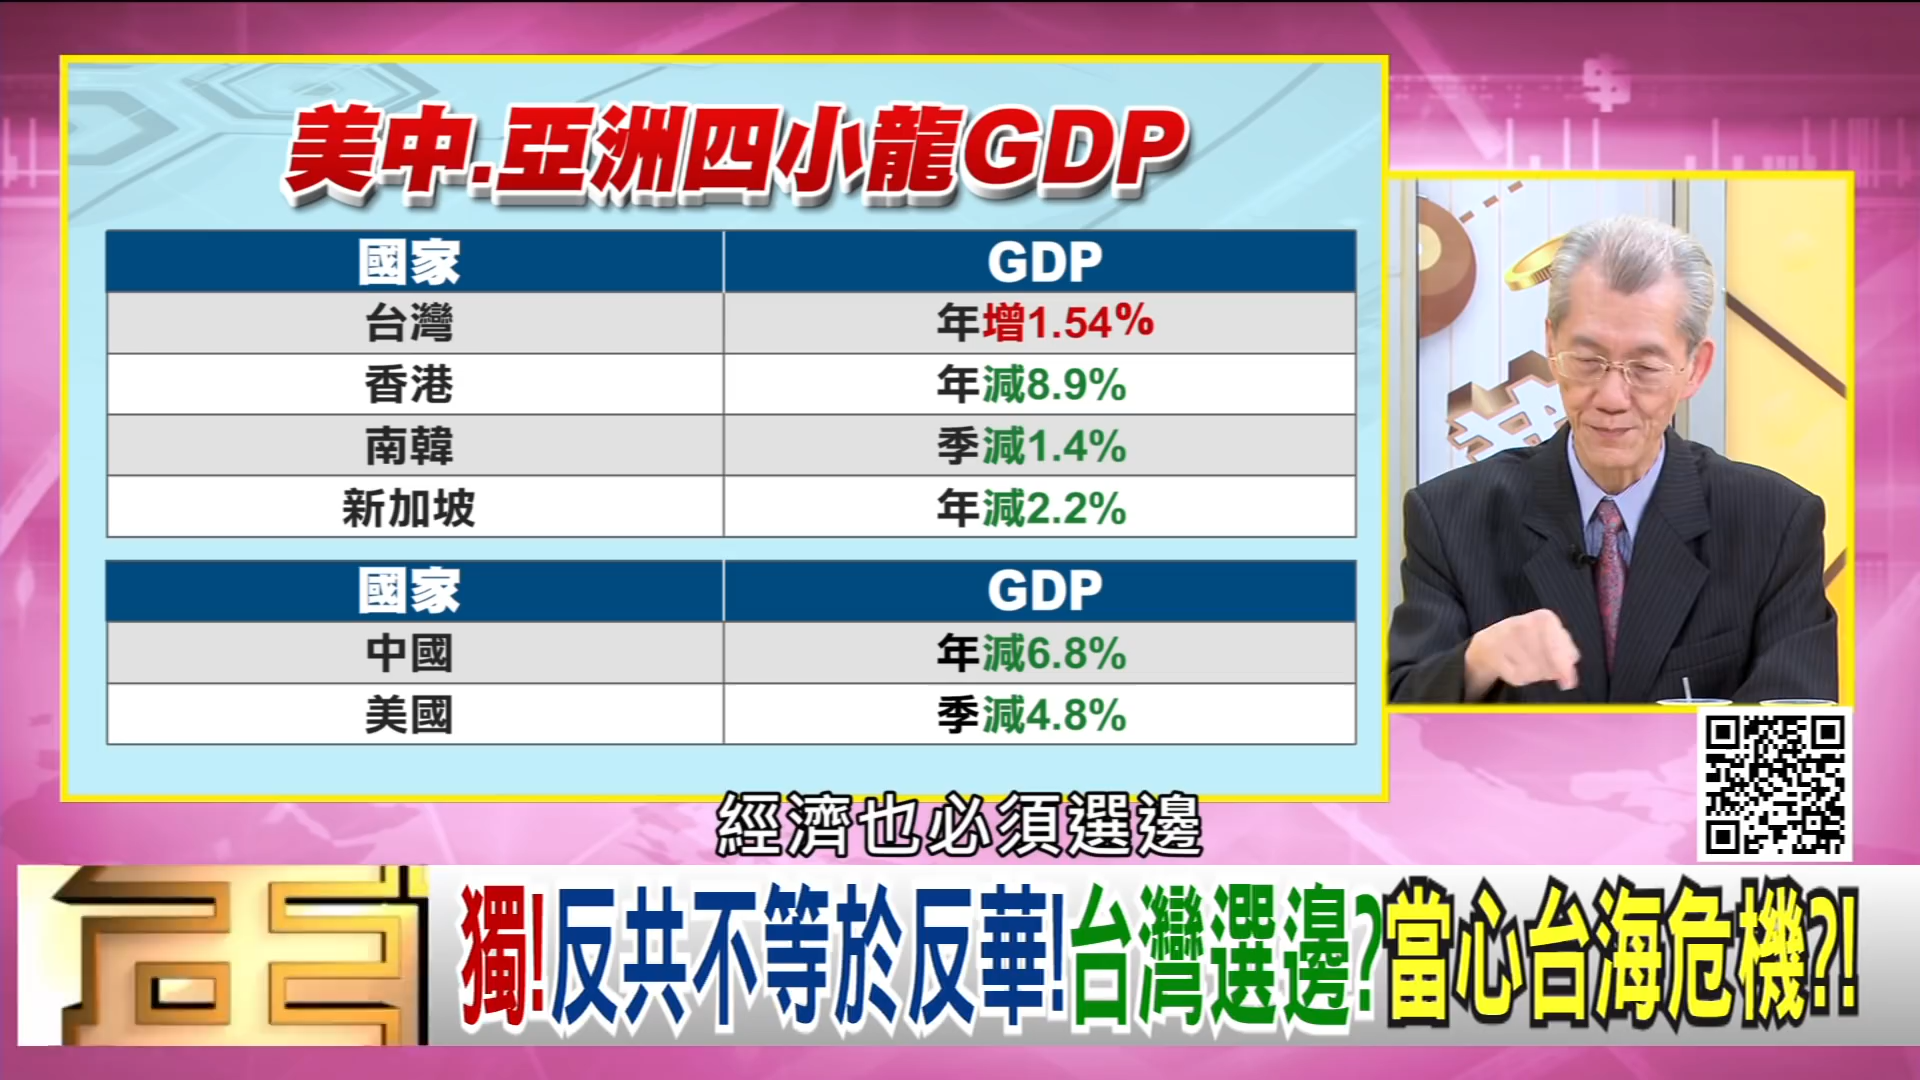 美中.亞洲四小龍GDP
國家 GDP
台灣 年增1.54%
香港 年減8.9%
南韓 季減1.4%
新加坡 年減2.2%
國家 GDP
中國 年減6.8%
美國 季減4.8%
經濟也必須選邊
獨!反共不等於反華!台灣選邊?當心台海危機?!